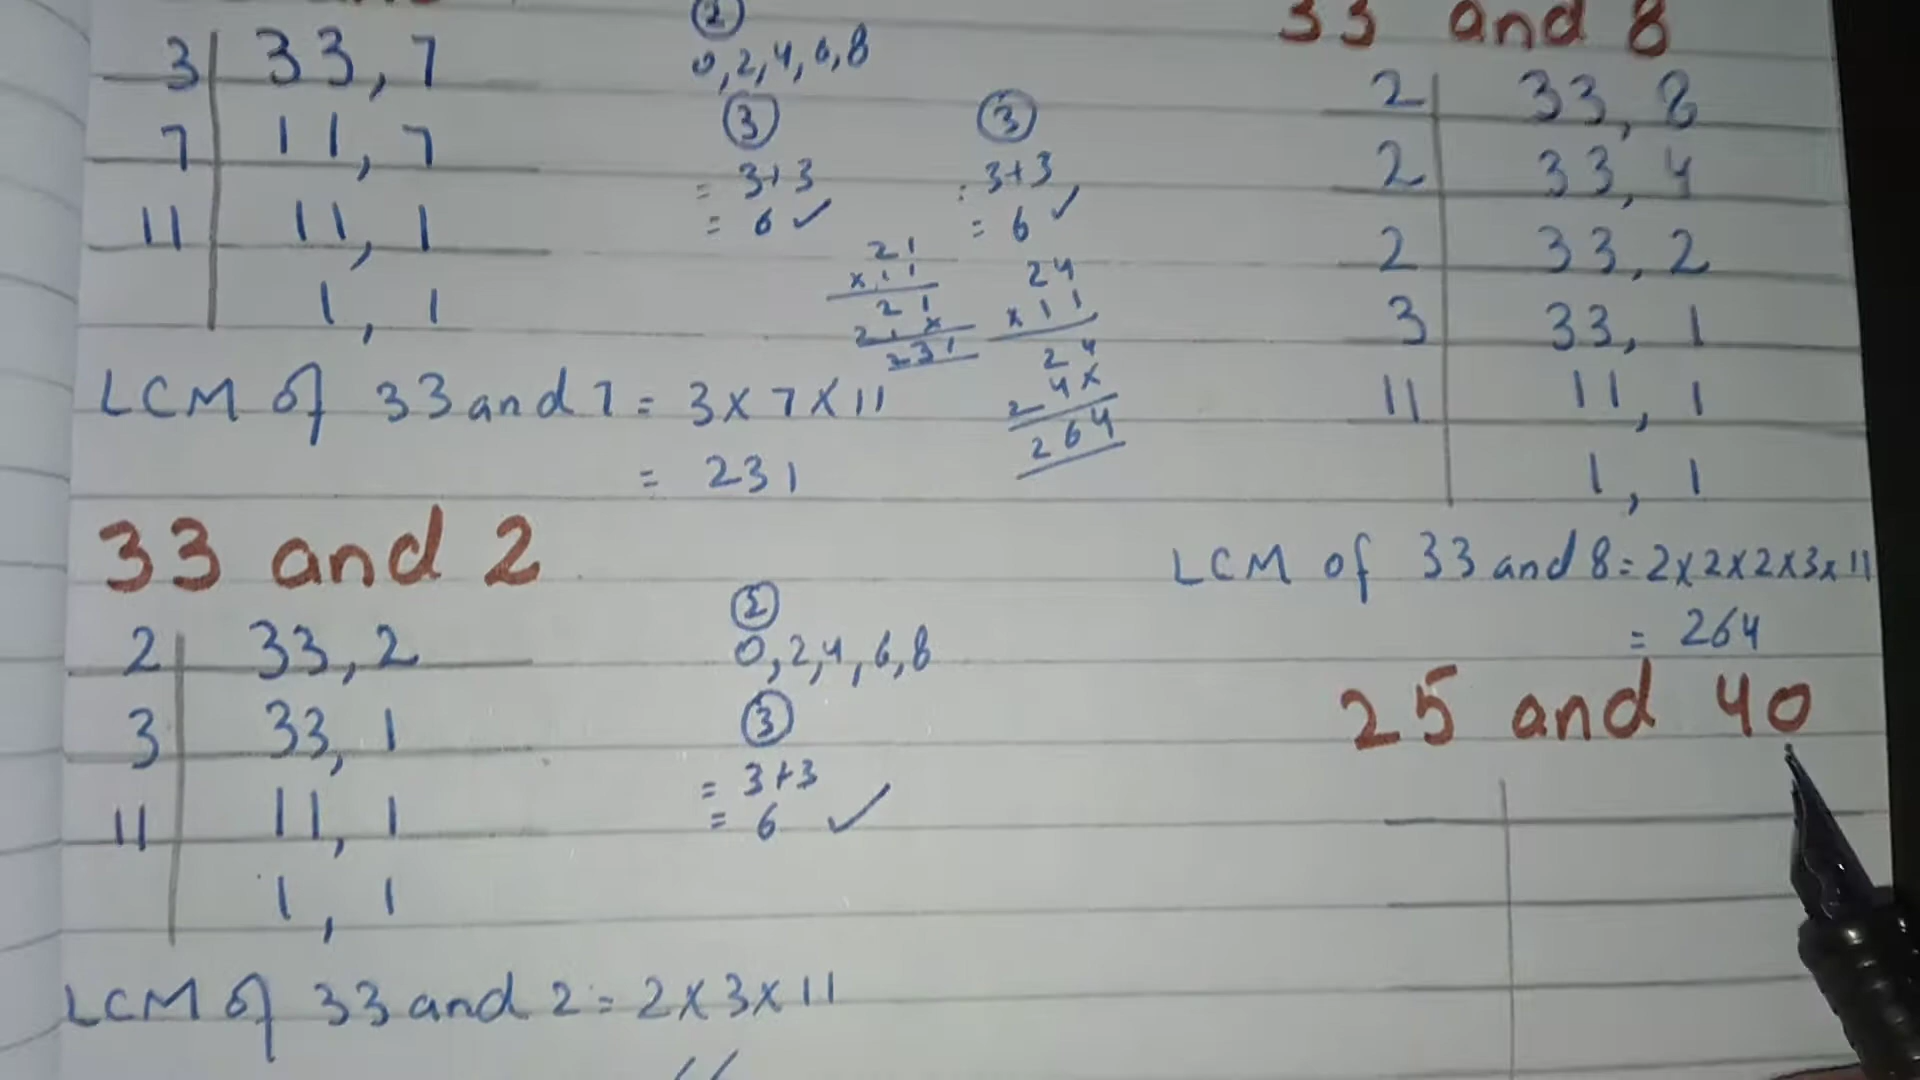 3 | 33, 7
7 | 11, 7
11 | 11, 1
1, 1
LCM of 33 and 7 = 3 x 7 x 11
= 231
2
0, 2, 4, 6, 8
3
= 3+3
= 6 ✓
3
: 3+3
= 6 ✓
21
x 11
21
21x
231
24
x 11
24
24x
264
33 and 2
2 | 33, 2
3 | 33, 1
11 | 11, 1
1, 1
2
0, 2, 4, 6, 8
3
= 3+3
= 6 ✓
LCM of 33 and 2 = 2 x 3 x 11
33 and 8
2 | 33, 8
2 | 33, 4
2 | 33, 2
3 | 33, 1
11 | 11, 1
1, 1
LCM of 33 and 8 = 2x2x2x3x11
= 264
25 and 40